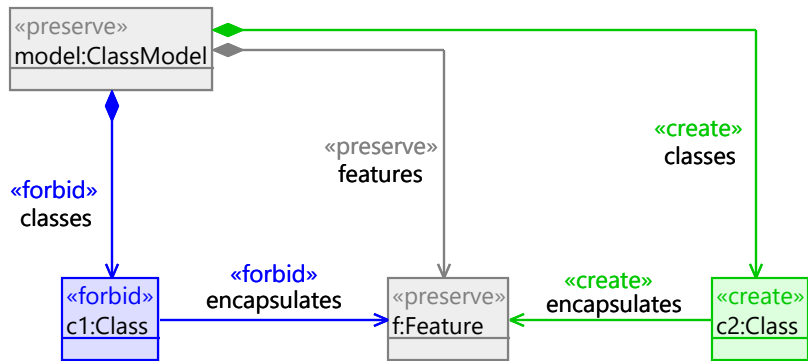 «preserve»
model:ClassModel
«create»
classes
«preserve»
features
«forbid»
classes
«forbid»
encapsulates
«create»
encapsulates
«forbid»
c1:Class
«preserve»
f:Feature
«create»
c2:Class